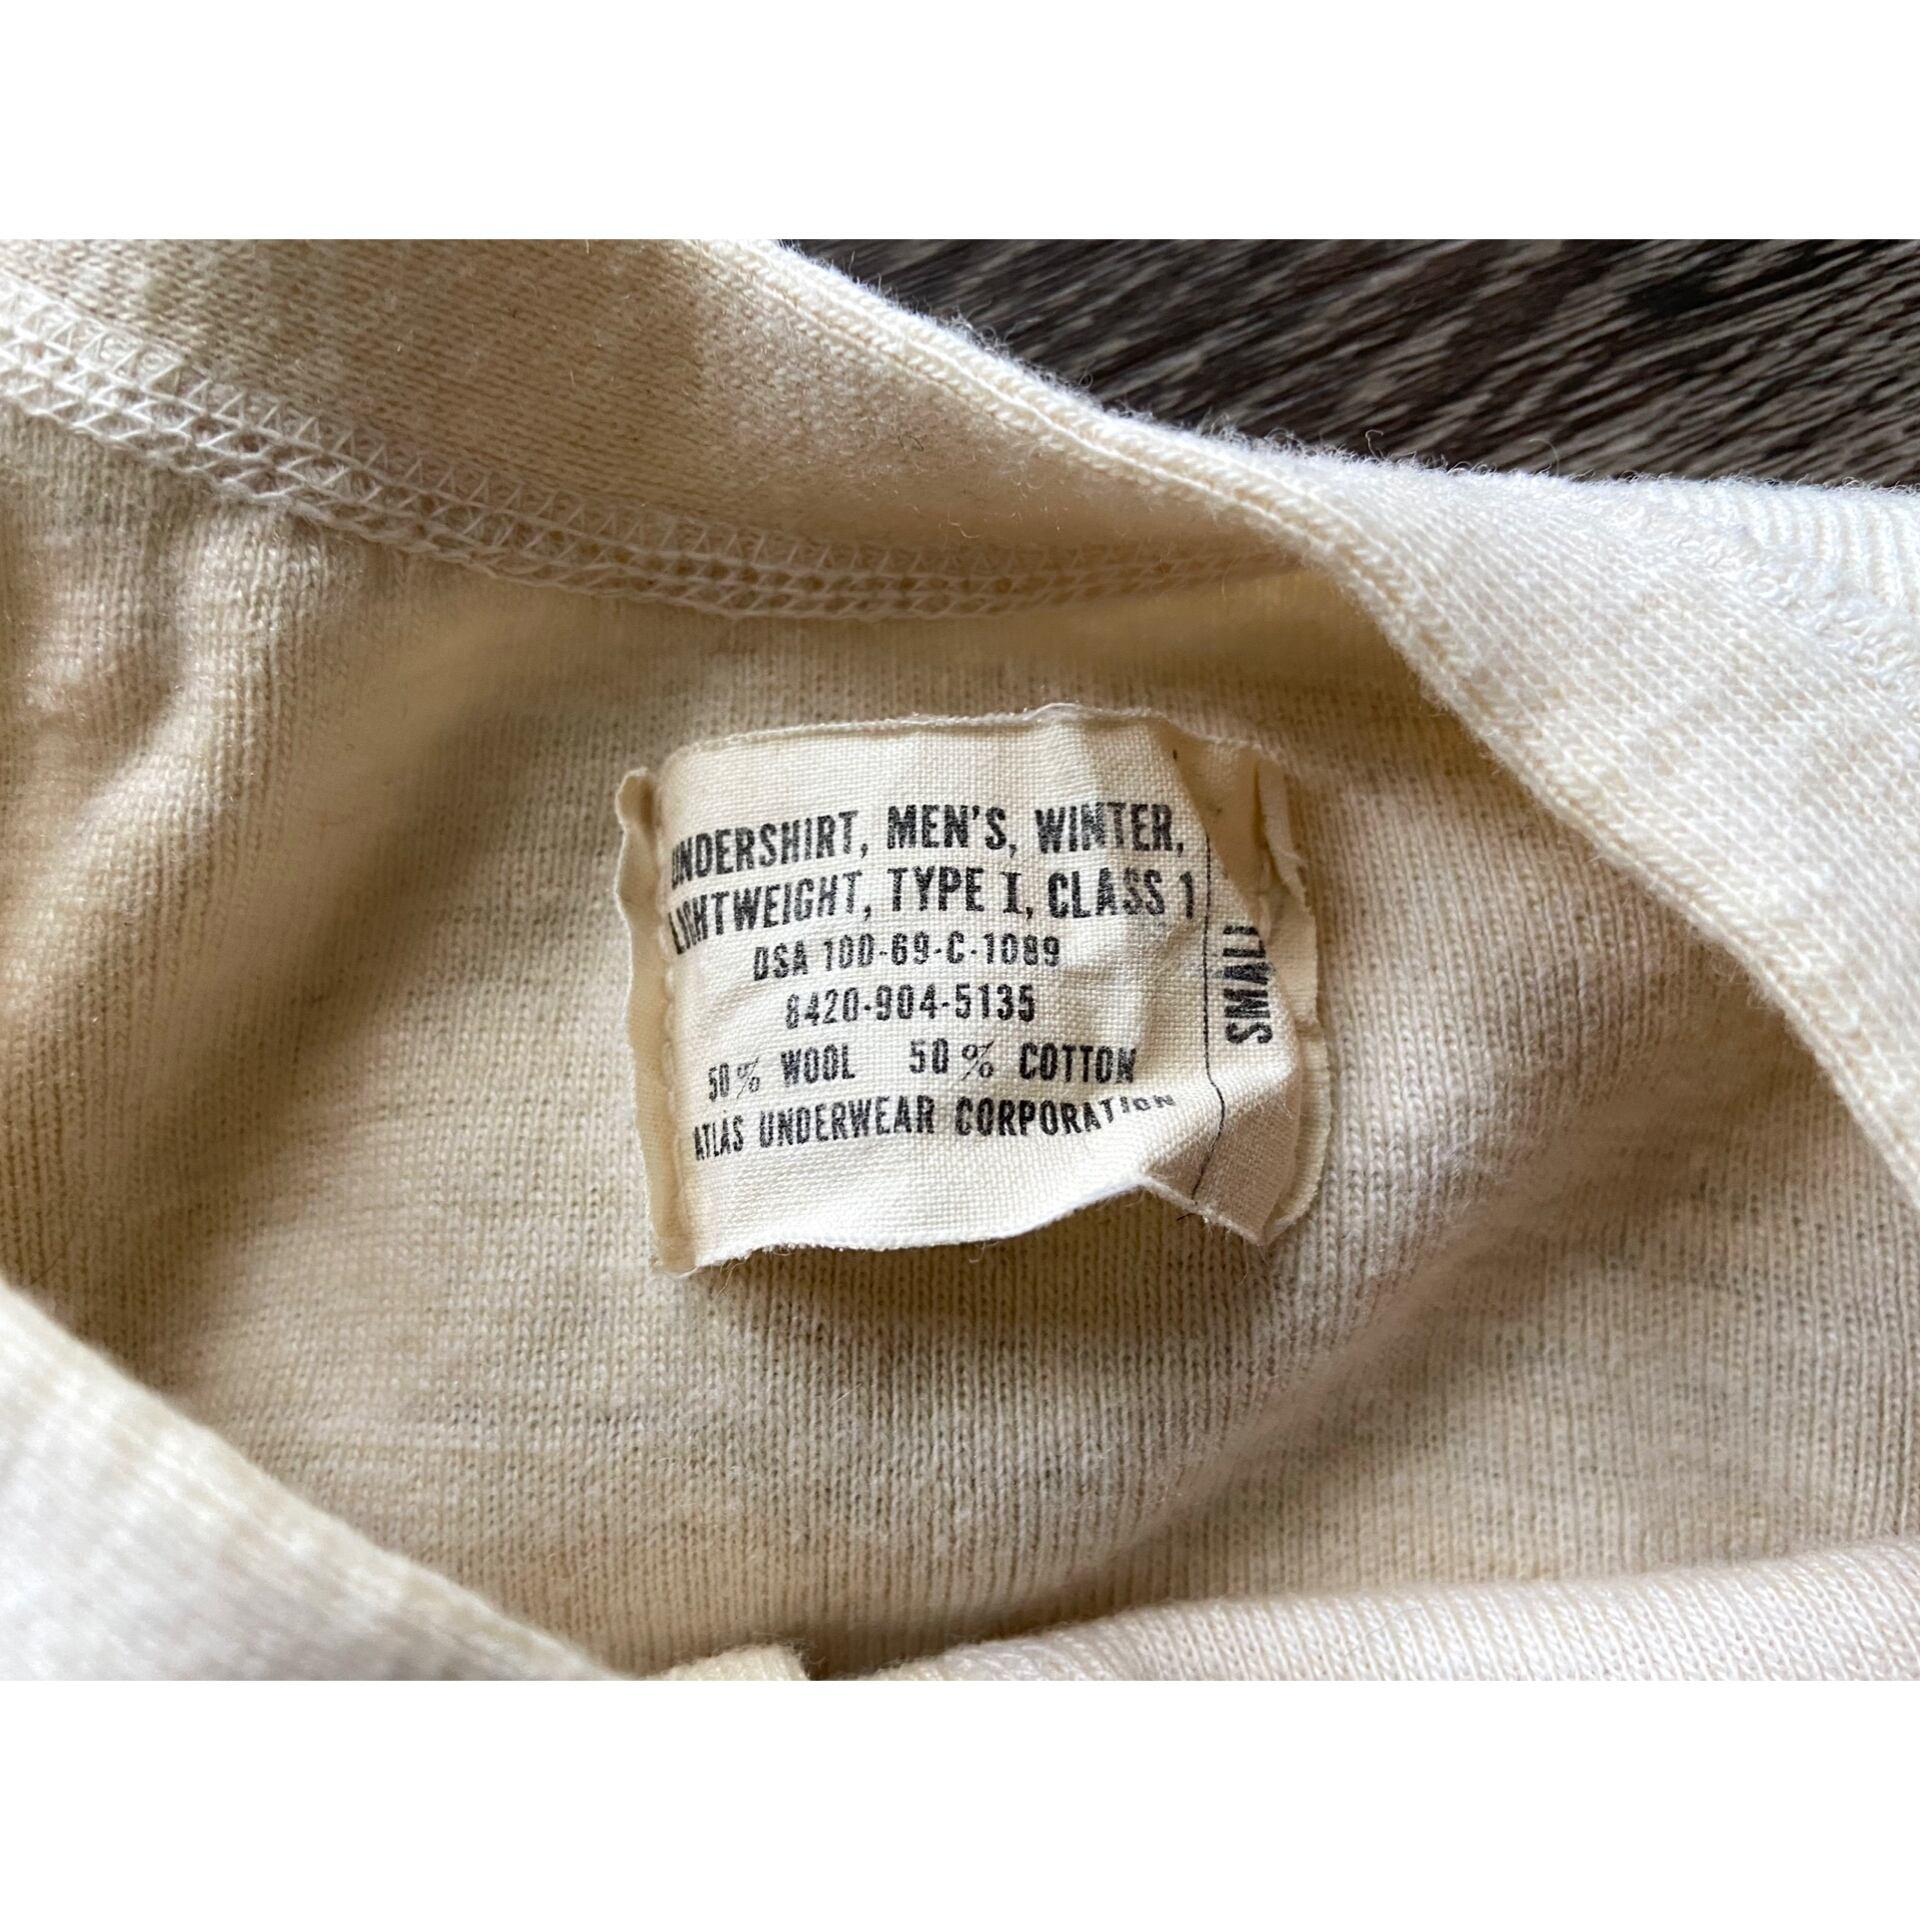 UNDERSHIRT, MEN'S, WINTER,
LIGHTWEIGHT, TYPE I, CLASS 1
DSA 100-69-C-1089
8420-904-5135
50% WOOL 50% COTTON
ATLAS UNDERWEAR CORPORATION
SMALL